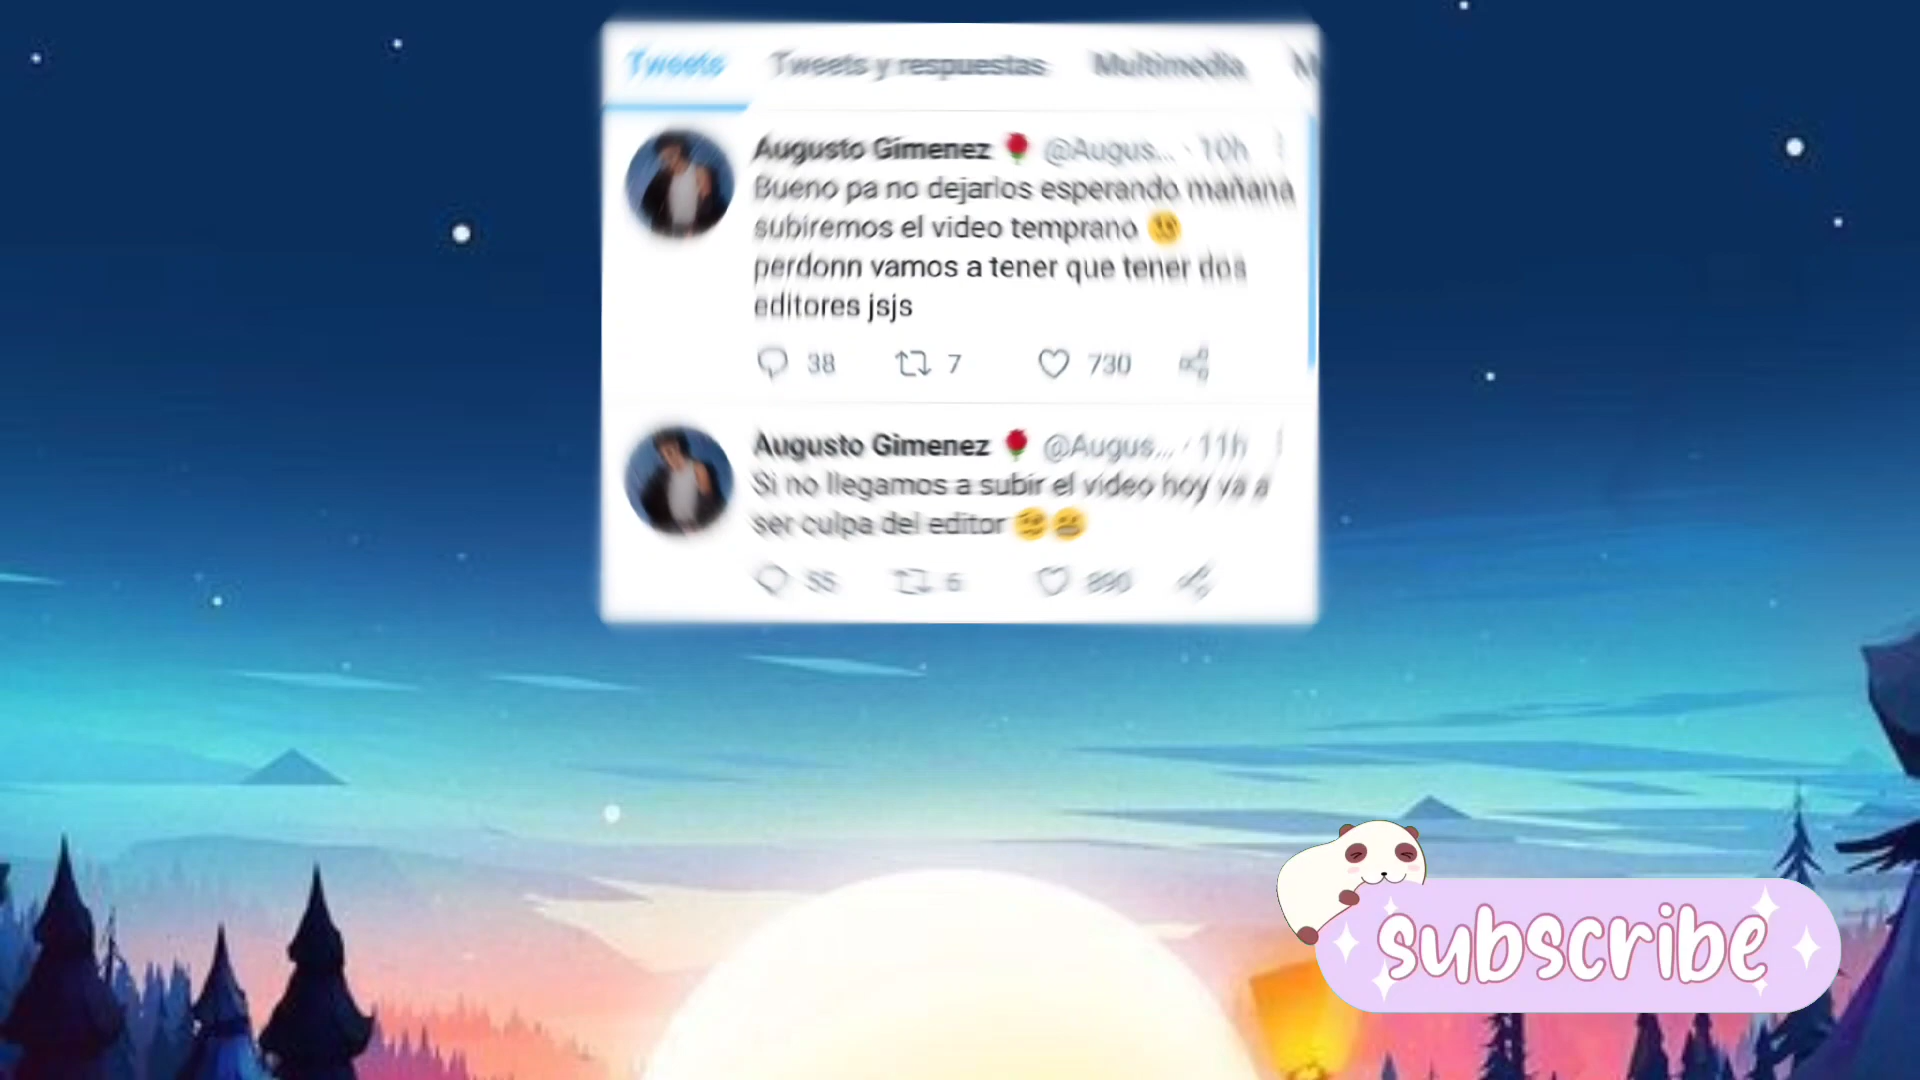 Tweets Tweets y respuestas Multimedia M
Augusto Gimenez 🌹 @Augus... · 10h
Bueno pa no dejarlos esperando mañana
subiremos el video temprano
perdonn vamos a tener que tener dos
editores jsjs
38 7 730
Augusto Gimenez 🌹 @Augus... · 11h
Si no llegamos a subir el video hoy va a
ser culpa del editor
6 890
subscribe